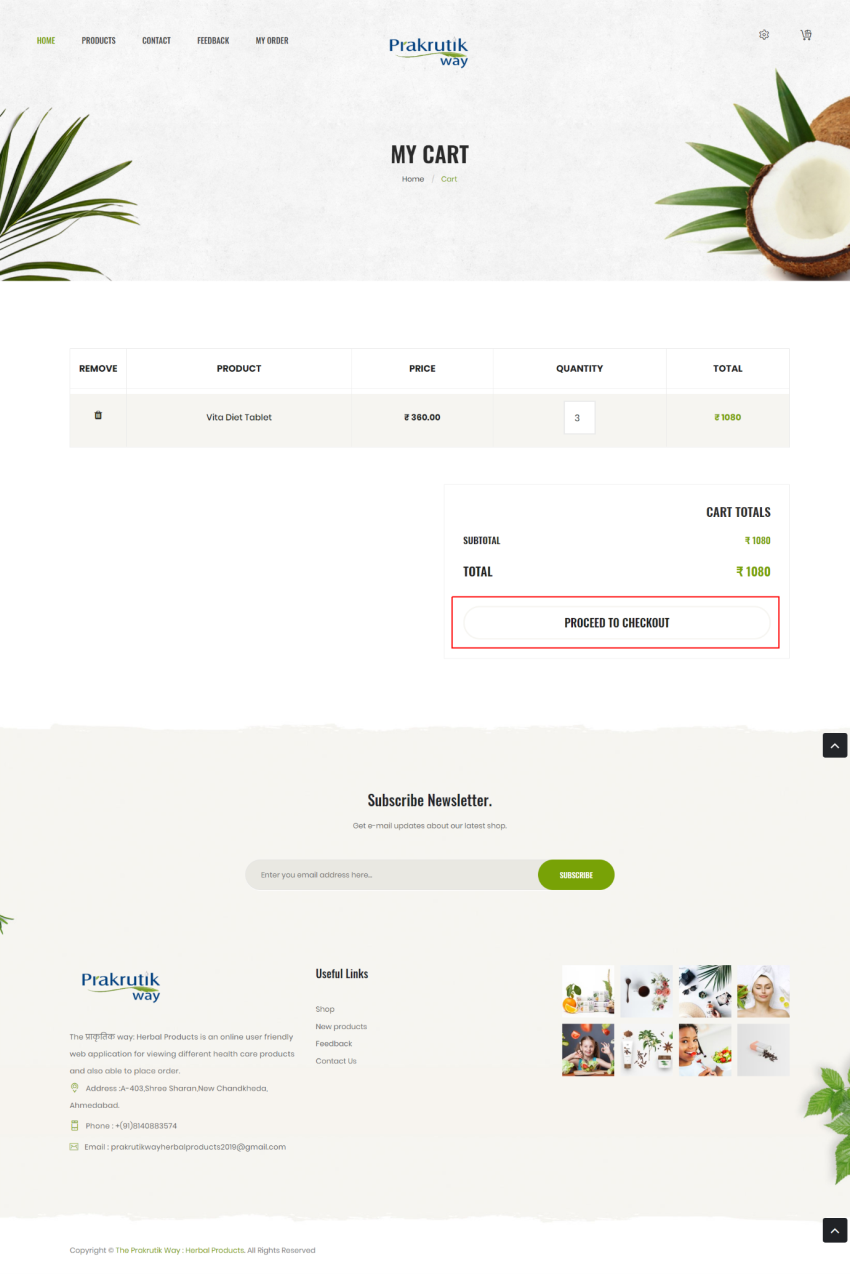 HOME PRODUCTS CONTACT FEEDBACK MY ORDER
Prakrutik
way
MY CART
Home / Cart
REMOVE PRODUCT PRICE QUANTITY TOTAL
Vita Diet Tablet ₹ 360.00 3 ₹ 1080
CART TOTALS
SUBTOTAL ₹ 1080
TOTAL ₹ 1080
PROCEED TO CHECKOUT
Subscribe Newsletter.
Get e-mail updates about our latest shop.
Enter you email address here... SUBSCRIBE
Prakrutik
way
The प्राकृतिक way: Herbal Products is an online user friendly
web application for viewing different health care products
and also able to place order.
Address :A-403,Shree Sharan,New Chandkheda,
Ahmedabad.
Phone : +(91)8140883574
Email : prakrutikwayherbalproducts2019@gmail.com
Useful Links
Shop
New products
Feedback
Contact Us
Copyright © The Prakrutik Way : Herbal Products. All Rights Reserved